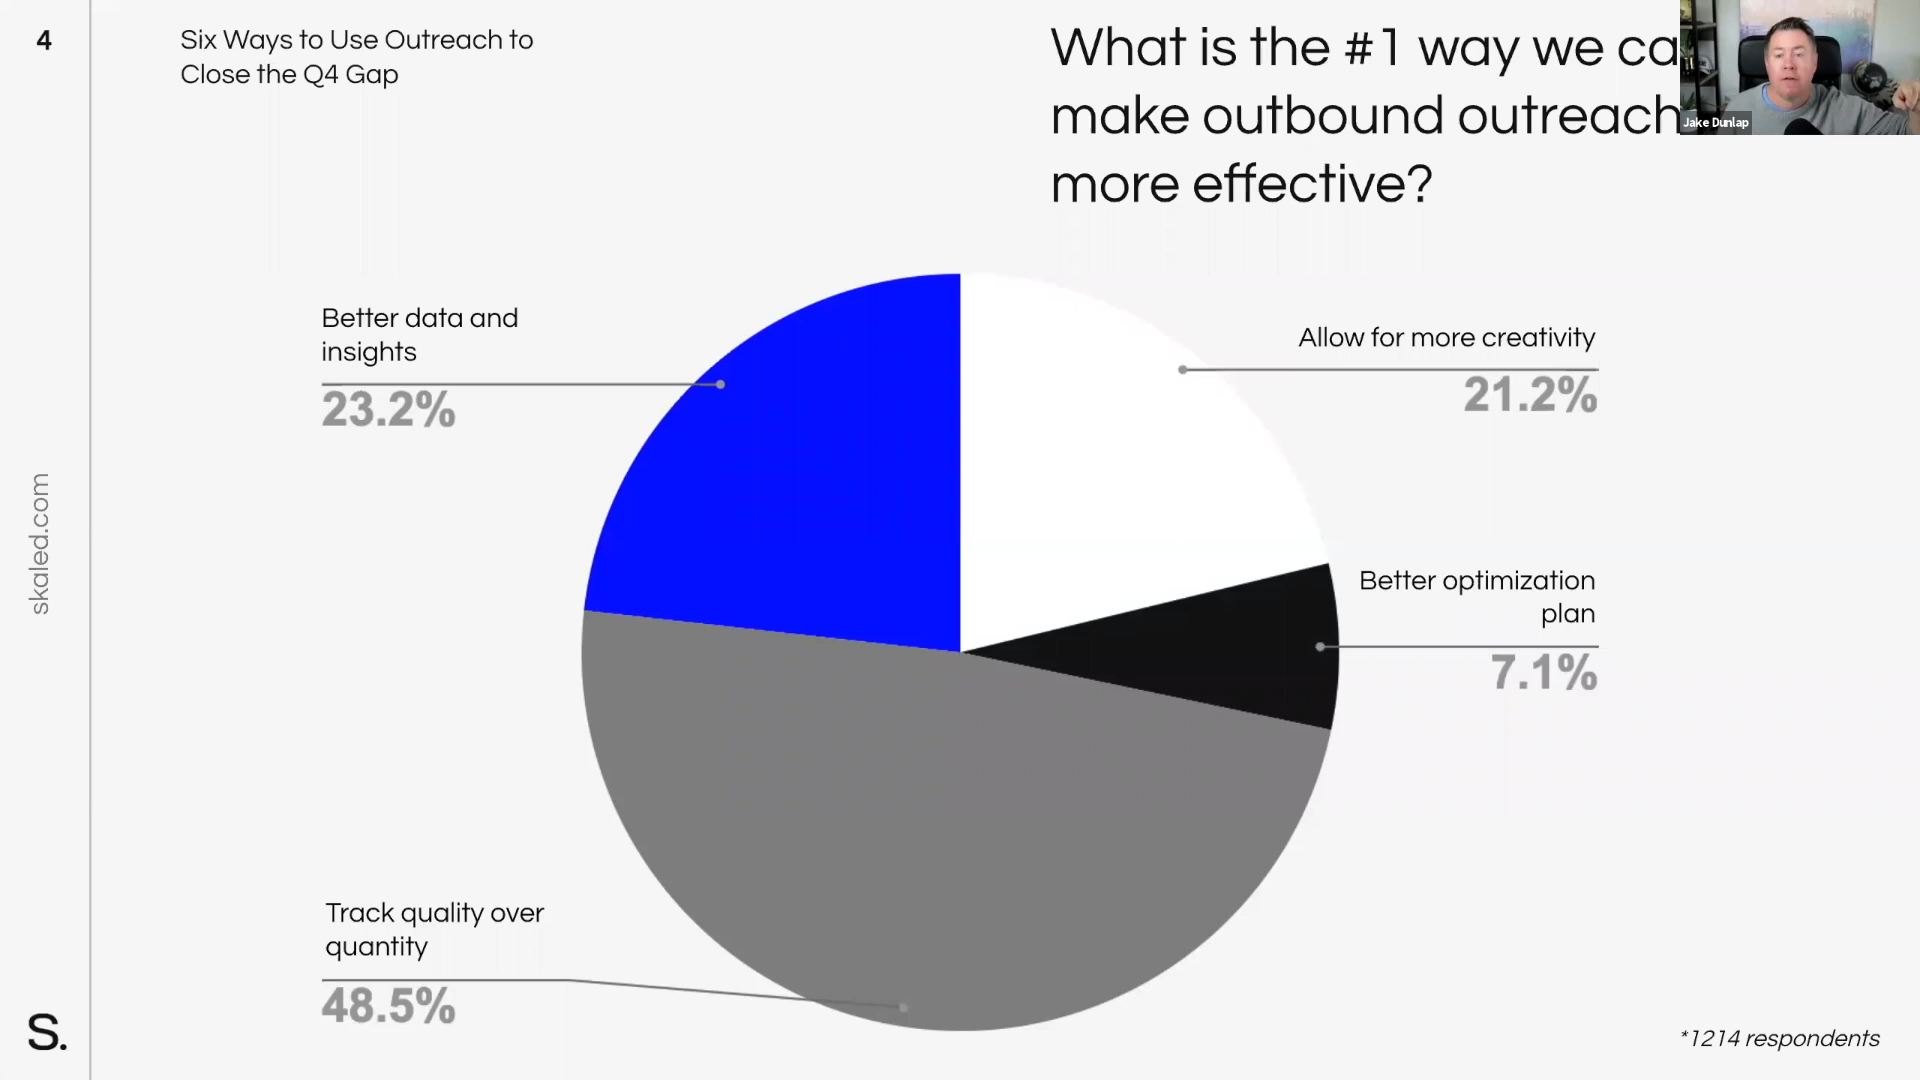 4
Six Ways to Use Outreach to
Close the Q4 Gap
What is the #1 way we ca
make outbound outreach
more effective?
Jake Dunlap
Better data and
insights
23.2%
Allow for more creativity
21.2%
Better optimization
plan
7.1%
skaled.com
Track quality over
quantity
48.5%
S.
*1214 respondents